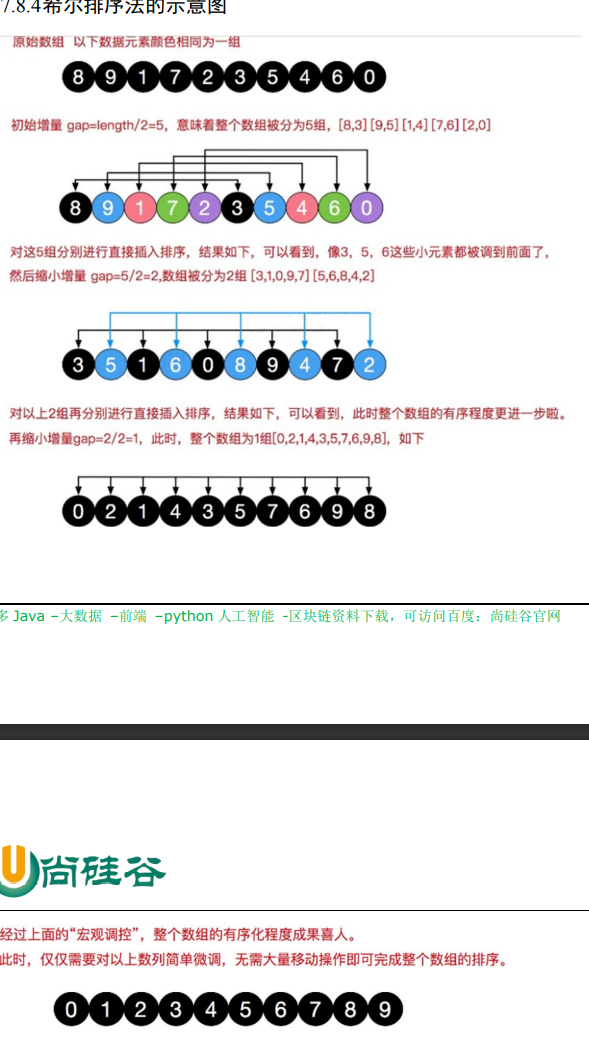 7.8.4希尔排序法的示意图
原始数组 以下数据元素颜色相同为一组
8 9 1 7 2 3 5 4 6 0
初始增量 gap=length/2=5，意味着整个数组被分为5组，[8,3] [9,5] [1,4] [7,6] [2,0]
8 9 1 7 2 3 5 4 6 0
对这5组分别进行直接插入排序，结果如下，可以看到，像3，5，6这些小元素都被调到前面了，
然后缩小增量 gap=5/2=2,数组被分为2组 [3,1,0,9,7] [5,6,8,4,2]
3 5 1 6 0 8 9 4 7 2
对以上2组再分别进行直接插入排序，结果如下，可以看到，此时整个数组的有序程度更进一步啦。
再缩小增量gap=2/2=1，此时，整个数组为1组[0,2,1,4,3,5,7,6,9,8]，如下
0 2 1 4 3 5 7 6 9 8
多 Java –大数据 –前端 –python 人工智能 -区块链资料下载，可访问百度：尚硅谷官网
U尚硅谷
经过上面的“宏观调控”，整个数组的有序化程度成果喜人。
此时，仅仅需要对以上数列简单微调，无需大量移动操作即可完成整个数组的排序。
0 1 2 3 4 5 6 7 8 9